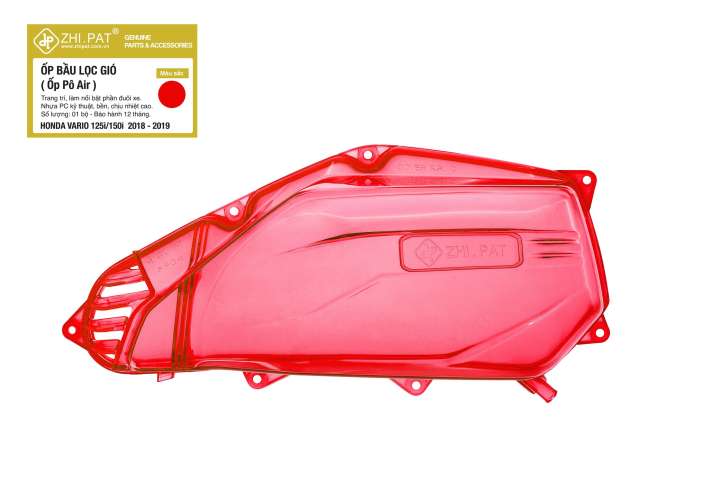 ZHI.PAT®
www.zhipat.com.vn
GENUINE
PARTS & ACCESSORIES
ỐP BẦU LỌC GIÓ
( Ốp Pô Air )
Màu sắc
Trang trí, làm nổi bật phần đuôi xe.
Nhựa PC kỹ thuật, bền, chịu nhiệt cao.
Số lượng: 01 bộ - Bảo hành 12 tháng.
HONDA VARIO 125i/150i 2018 - 2019
ZHI.PAT